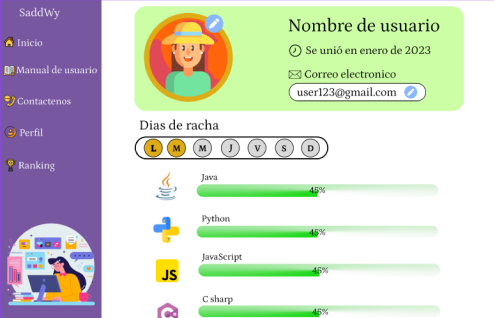 SaddWy
Inicio
Manual de usuario
Contactenos
Perfil
Ranking
Nombre de usuario
Se unió en enero de 2023
Correo electronico
user123@gmail.com
Dias de racha
L M M J V S D
Java
45%
Python
45%
JavaScript
JS
45%
C sharp
45%